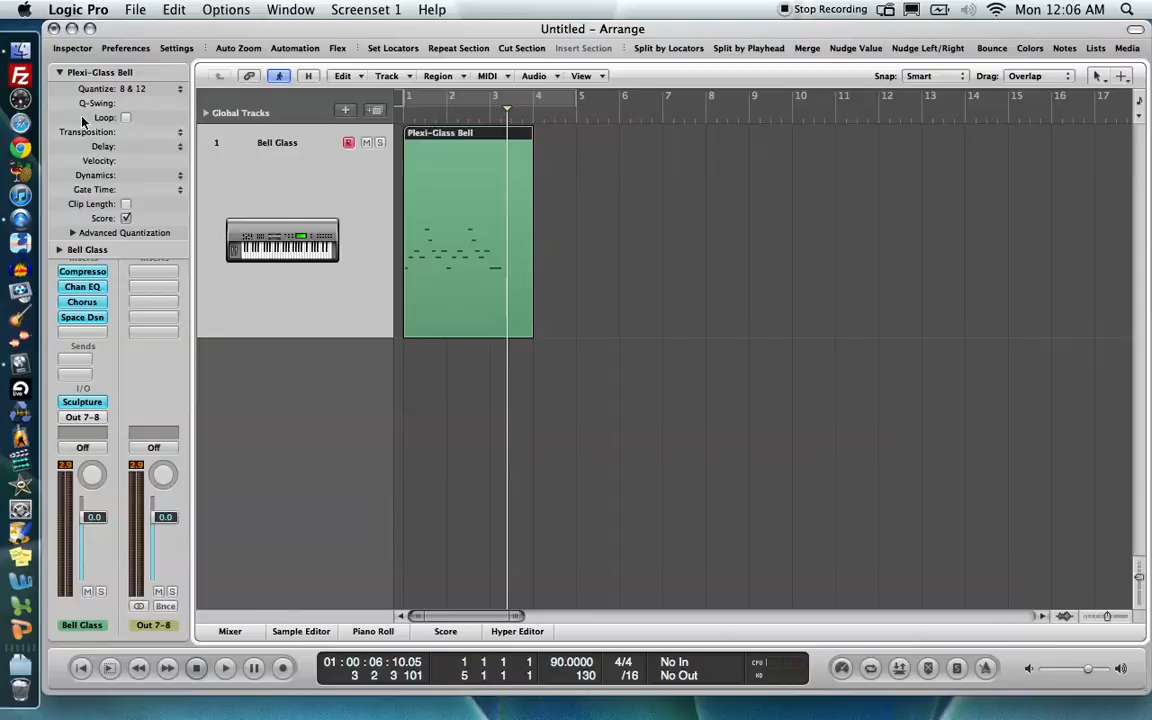 Logic Pro File Edit Options Window Screenset 1 Help Stop Recording Mon 12:06 AM
Untitled - Arrange
Inspector Preferences Settings Auto Zoom Automation Flex Set Locators Repeat Section Cut Section Insert Section Split by Locators Split by Playhead Merge Nudge Value Nudge Left/Right Bounce Colors Notes Lists Media
Plexi-Glass Bell
H Edit Track Region MIDI Audio View Snap: Smart Drag: Overlap
Quantize: 8 & 12
Q-Swing:
Loop:
Transposition:
Delay:
Velocity:
Dynamics:
Gate Time:
Clip Length:
Score:
Advanced Quantization
Bell Glass
1 2 3 4 5 6 7 8 9 10 11 12 13 14 15 16 17
Global Tracks
Plexi-Glass Bell
1 Bell Glass R M S
Inserts
Inserts
Compresso
Chan EQ
Chorus
Space Dsn
Sends
I/O
Sculpture
Out 7-8
Off Off
2.9 2.9
0.0 0.0
M S M S
Bnce
Bell Glass Out 7-8
Mixer Sample Editor Piano Roll Score Hyper Editor
01 : 00 : 06 : 10.05 1 1 1 1 90.0000 4/4 No In CPU
3 2 3 101 5 1 1 1 130 /16 No Out HD
S